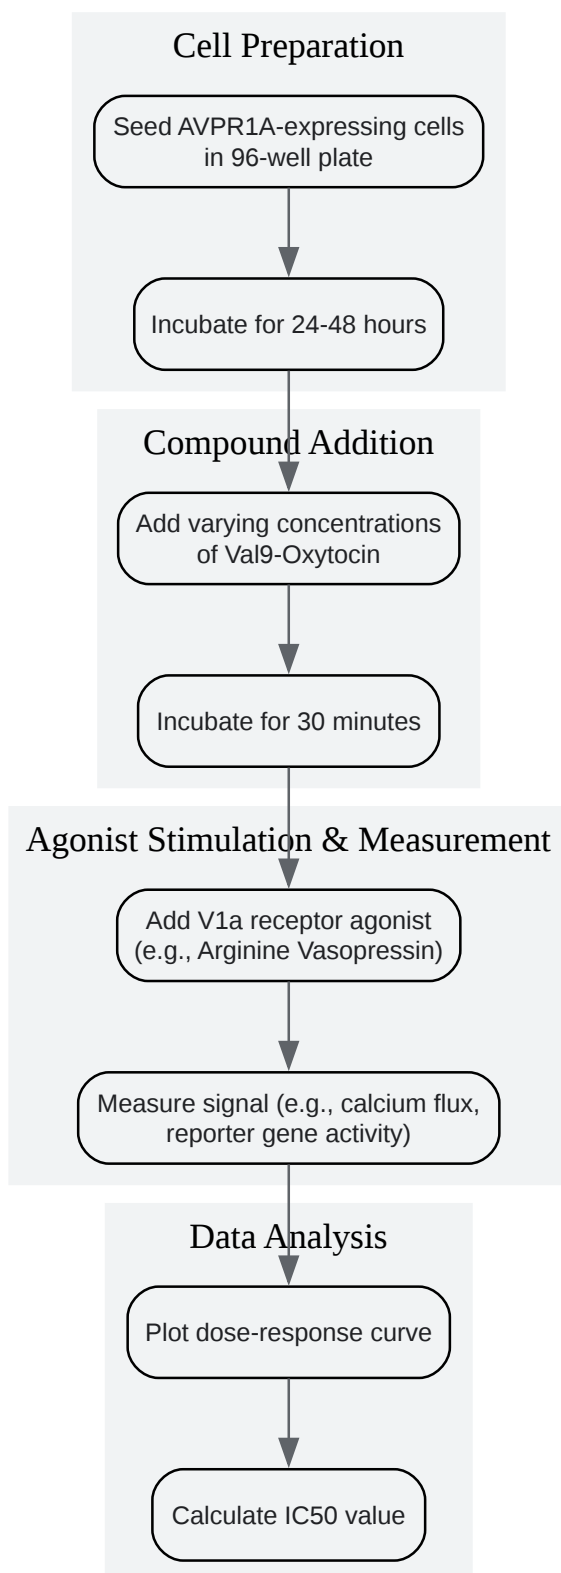 Cell Preparation
Seed AVPR1A-expressing cells
in 96-well plate
Incubate for 24-48 hours
Compound Addition
Add varying concentrations
of Val9-Oxytocin
Incubate for 30 minutes
Agonist Stimulation & Measurement
Add V1a receptor agonist
(e.g., Arginine Vasopressin)
Measure signal (e.g., calcium flux,
reporter gene activity)
Data Analysis
Plot dose-response curve
Calculate IC50 value